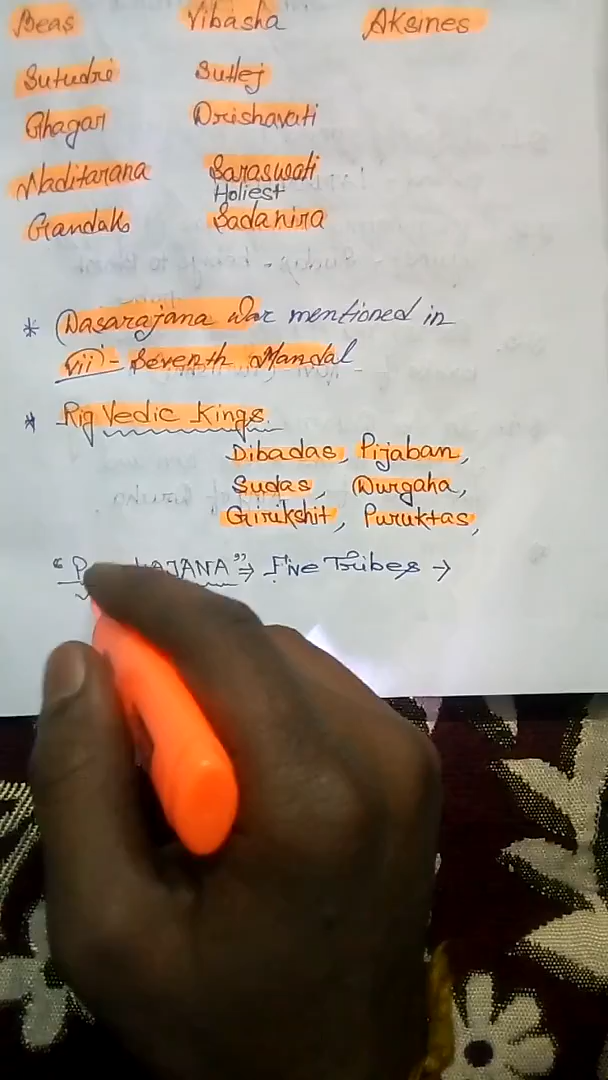 Beas Vibasha Aksines
Sutudri Sutlej
Ghagar Drishavati
Naditarana Saraswati
Holiest
Gandak Sadanira
* Dasarajana War mentioned in
vii - Seventh Mandal
* Rig Vedic Kings.
Dibadas, Pijaban,
Sudas, Durgaha,
Girikshit, Puruktas,
" JANA" → Five Tribes →